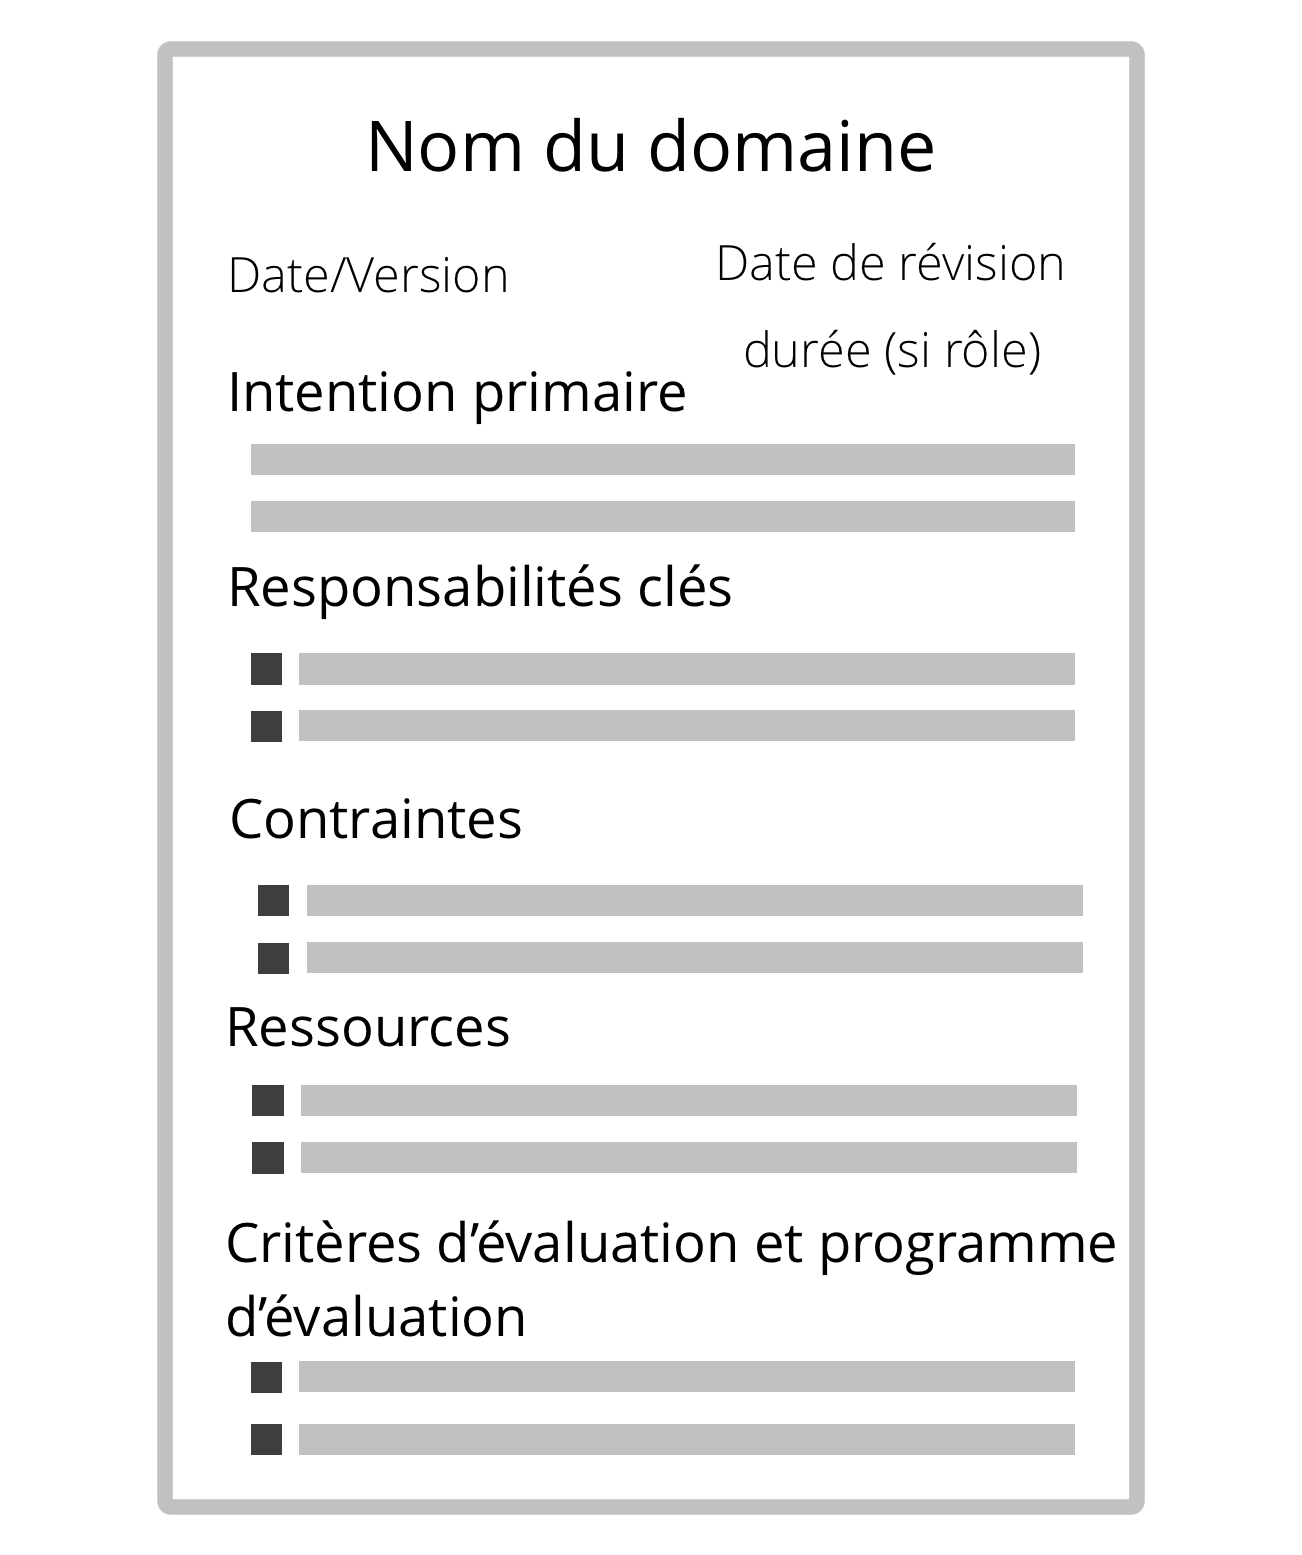 Nom du domaine
Date/Version
Date de révision
durée (si rôle)
Intention primaire
Responsabilités clés
Contraintes
Ressources
Critères d’évaluation et programme
d’évaluation